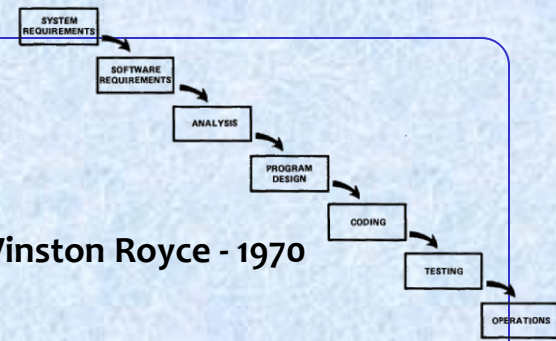 SYSTEM
REQUIREMENTS
SOFTWARE
REQUIREMENTS
ANALYSIS
PROGRAM
DESIGN
CODING
Winston Royce - 1970
TESTING
OPERATIONS